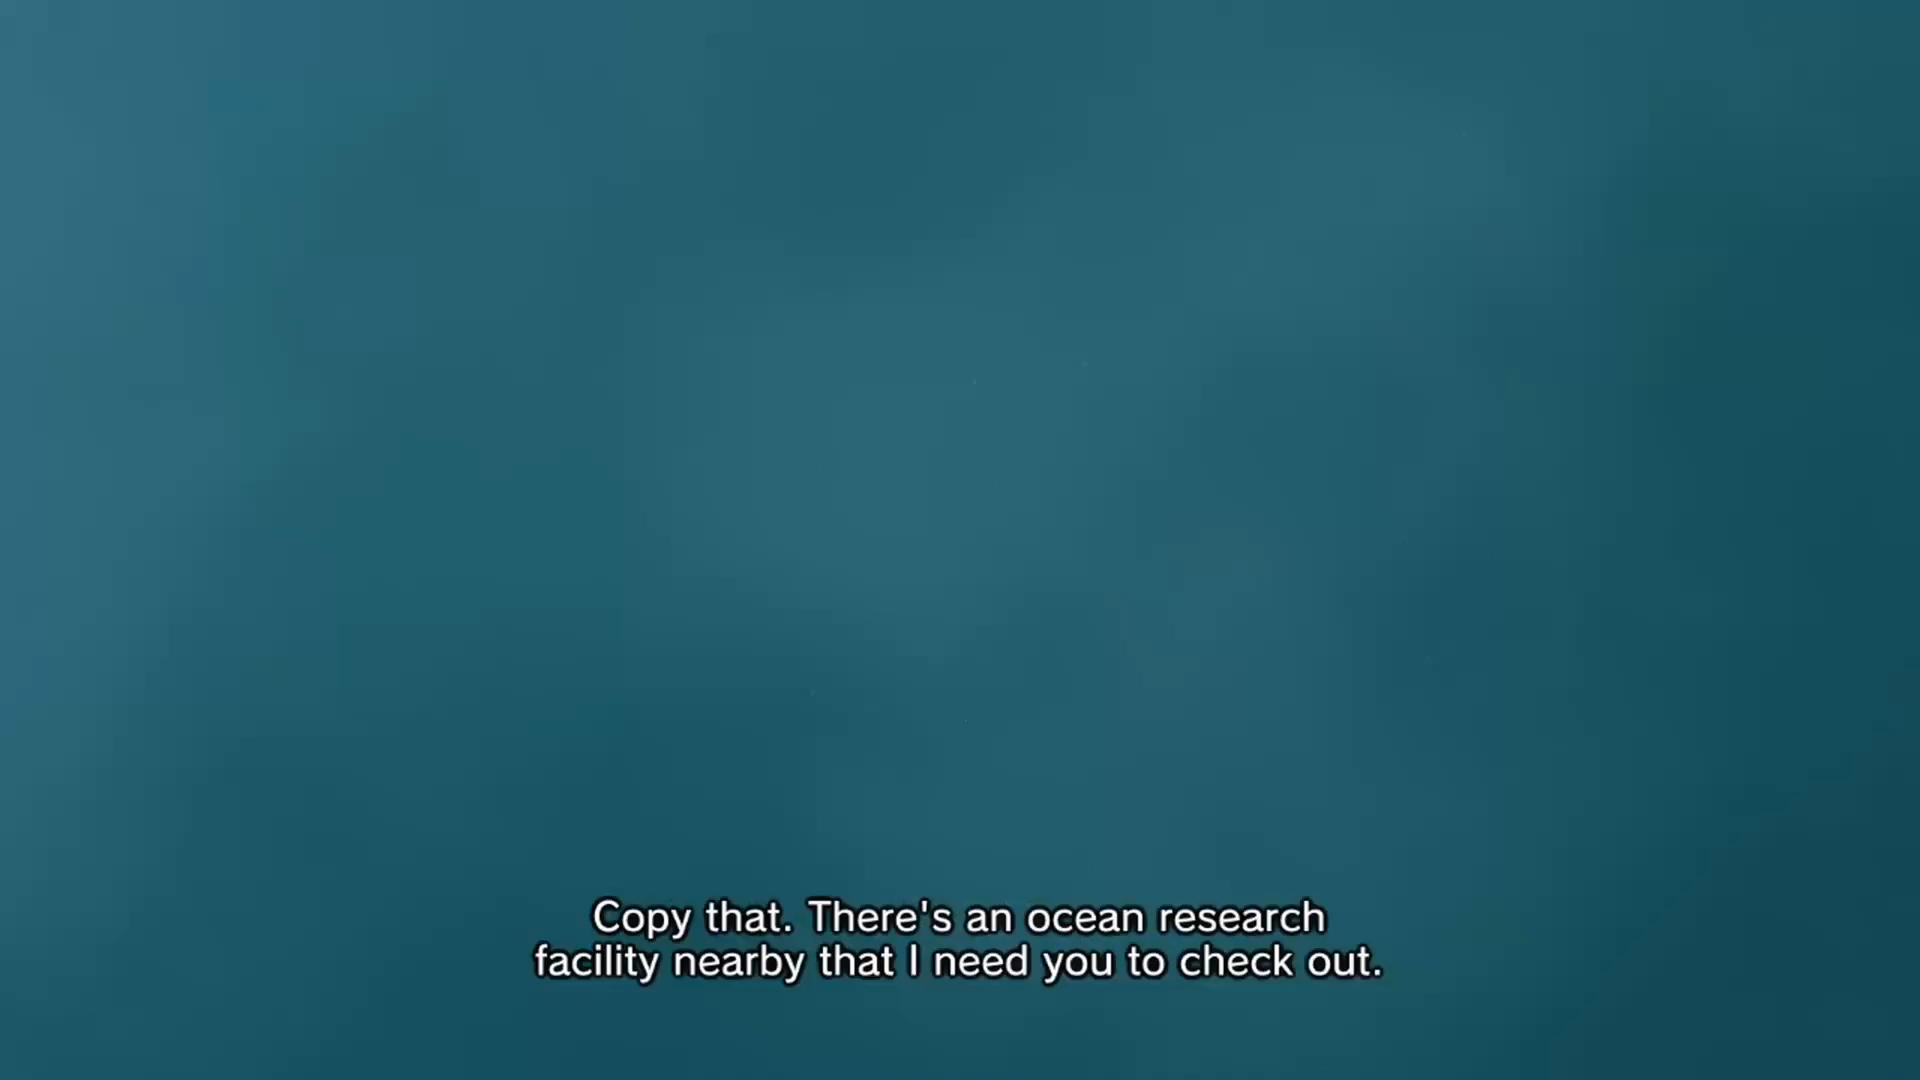 Copy that. There's an ocean research
facility nearby that I need you to check out.